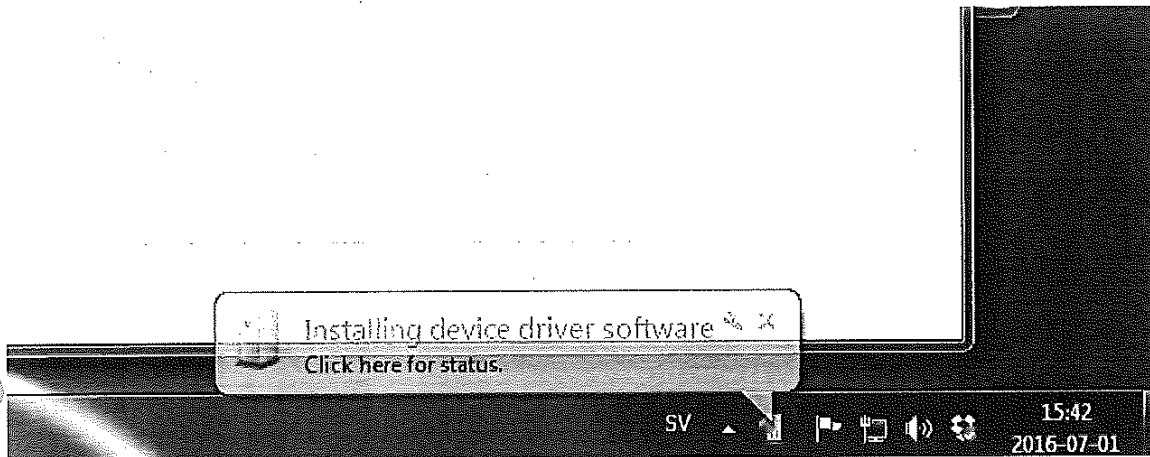 Installing device driver software
Click here for status.
SV
15:42
2016-07-01